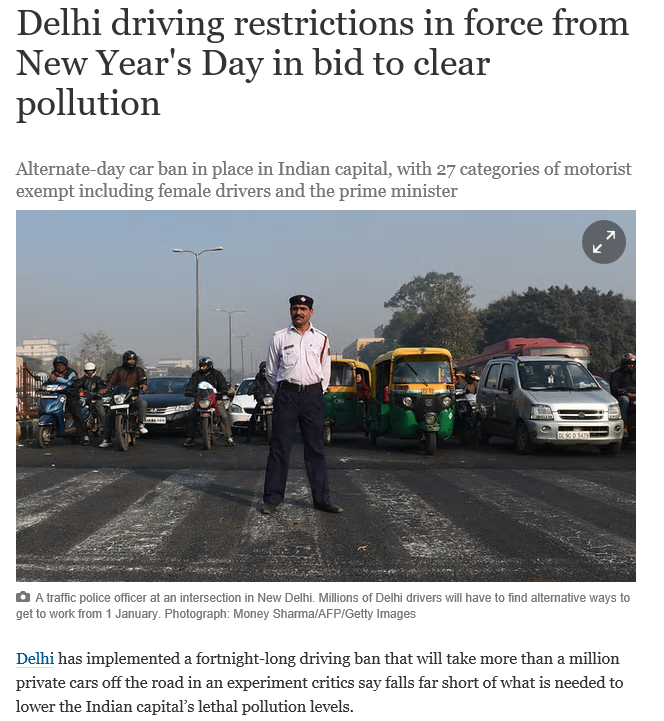 Delhi driving restrictions in force from
New Year's Day in bid to clear
pollution
Alternate-day car ban in place in Indian capital, with 27 categories of motorist
exempt including female drivers and the prime minister
DL 9C D 5479
A traffic police officer at an intersection in New Delhi. Millions of Delhi drivers will have to find alternative ways to
get to work from 1 January. Photograph: Money Sharma/AFP/Getty Images
Delhi has implemented a fortnight-long driving ban that will take more than a million
private cars off the road in an experiment critics say falls far short of what is needed to
lower the Indian capital’s lethal pollution levels.